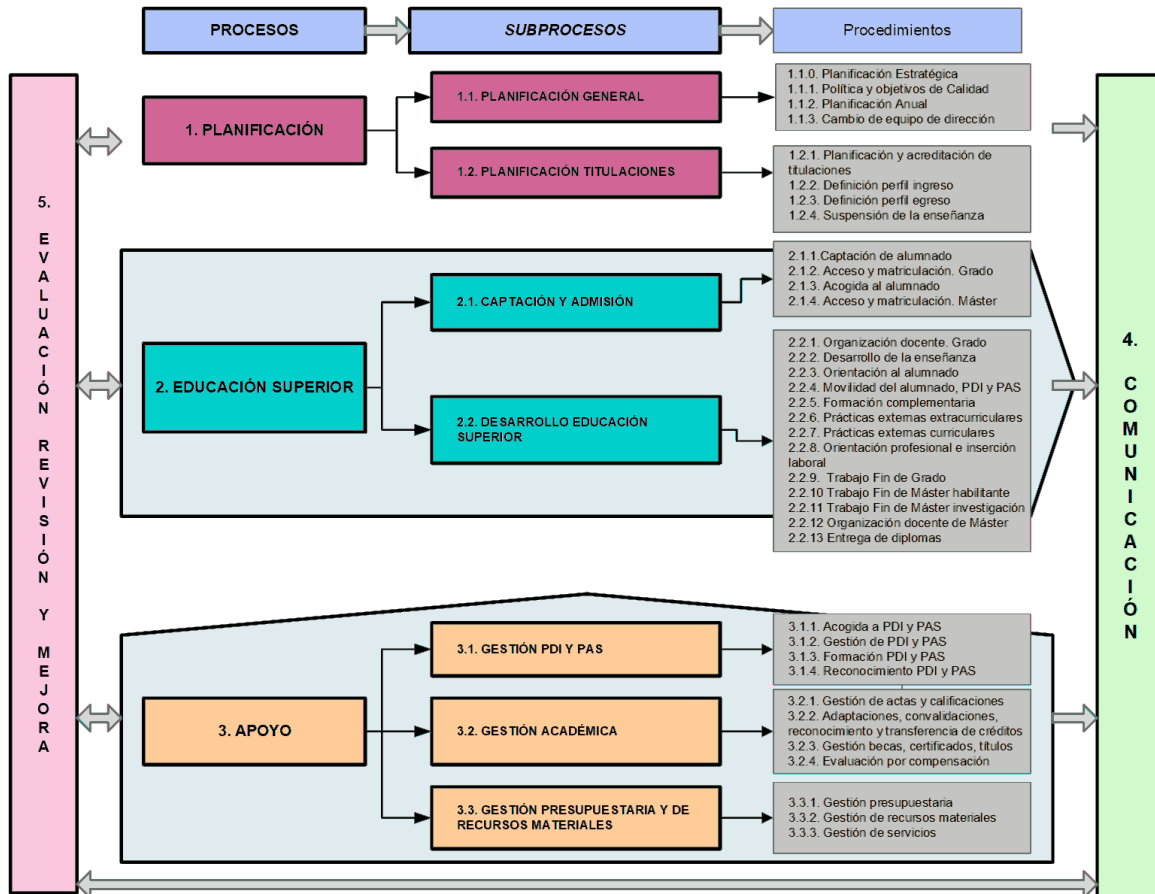 PROCESOS
SUBPROCESOS
Procedimientos
5.
EVALUACIÓN
REVISIÓN
Y
MEJORA
1. PLANIFICACIÓN
1.1. PLANIFICACIÓN GENERAL
1.1.0. Planificación Estratégica
1.1.1. Política y objetivos de Calidad
1.1.2. Planificación Anual
1.1.3. Cambio de equipo de dirección
1.2. PLANIFICACIÓN TITULACIONES
1.2.1. Planificación y acreditación de
titulaciones
1.2.2. Definición perfil ingreso
1.2.3. Definición perfil egreso
1.2.4. Suspensión de la enseñanza
2. EDUCACIÓN SUPERIOR
2.1. CAPTACIÓN Y ADMISIÓN
2.1.1.Captación de alumnado
2.1.2. Acceso y matriculación. Grado
2.1.3. Acogida al alumnado
2.1.4. Acceso y matriculación. Máster
2.2. DESARROLLO EDUCACIÓN
SUPERIOR
2.2.1. Organización docente. Grado
2.2.2. Desarrollo de la enseñanza
2.2.3. Orientación al alumnado
2.2.4. Movilidad del alumnado, PDI y PAS
2.2.5. Formación complementaria
2.2.6. Prácticas externas extracurriculares
2.2.7. Prácticas externas curriculares
2.2.8. Orientación profesional e inserción
laboral
2.2.9. Trabajo Fin de Grado
2.2.10 Trabajo Fin de Máster habilitante
2.2.11 Trabajo Fin de Máster investigación
2.2.12 Organización docente de Máster
2.2.13 Entrega de diplomas
3. APOYO
3.1. GESTIÓN PDI Y PAS
3.1.1. Acogida a PDI y PAS
3.1.2. Gestión de PDI y PAS
3.1.3. Formación PDI y PAS
3.1.4. Reconocimiento PDI y PAS
3.2. GESTIÓN ACADÉMICA
3.2.1. Gestión de actas y calificaciones
3.2.2. Adaptaciones, convalidaciones,
reconocimiento y transferencia de créditos
3.2.3. Gestión becas, certificados, títulos
3.2.4. Evaluación por compensación
3.3. GESTIÓN PRESUPUESTARIA Y DE
RECURSOS MATERIALES
3.3.1. Gestión presupuestaria
3.3.2. Gestión de recursos materiales
3.3.3. Gestión de servicios
4.
COMUNICACIÓN